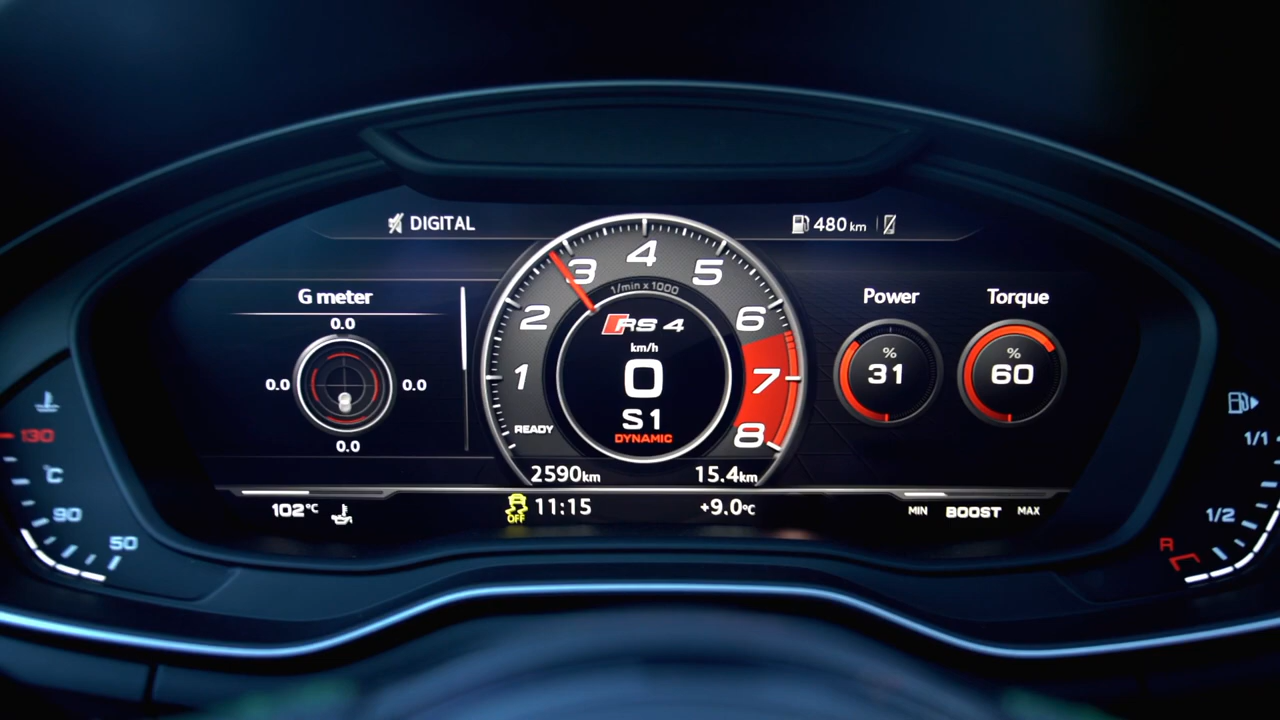 DIGITAL
480 km
G meter
0.0
0.0
0.0
0.0
1
2
3
4
5
6
7
8
1/min x 1000
RS 4
km/h
0
S 1
DYNAMIC
READY
2590km
15.4km
Power
%
31
Torque
%
60
130
°C
90
50
102°C
OFF
11:15
+9.0°C
MIN BOOST MAX
1/1
1/2
R